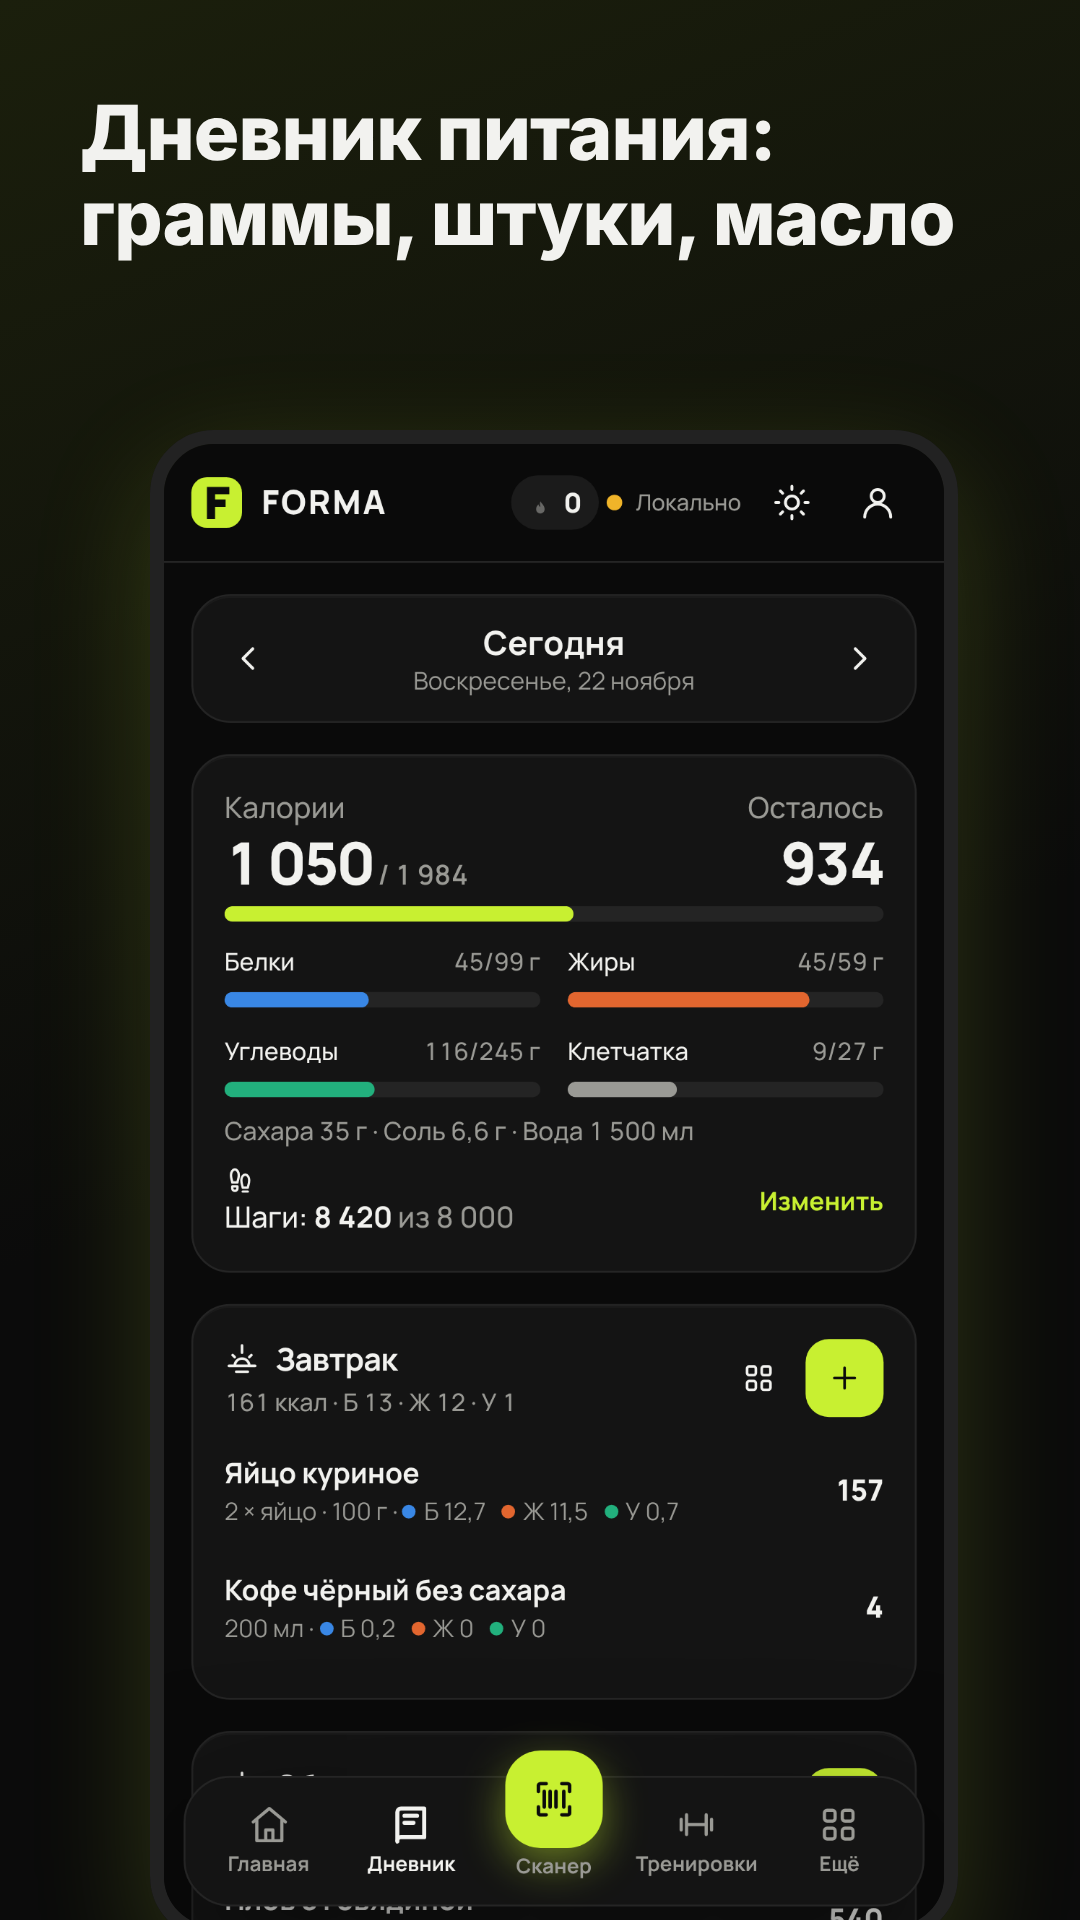 Дневник питания:
граммы, штуки, масло
F FORMA
0
Локально
Сегодня
Воскресенье, 22 ноября
Калории
Осталось
1 050 / 1 984
934
Белки 45/99 г
Жиры 45/59 г
Углеводы 116/245 г
Клетчатка 9/27 г
Сахара 35 г · Соль 6,6 г · Вода 1 500 мл
Шаги: 8 420 из 8 000
Изменить
Завтрак
161 ккал · Б 13 · Ж 12 · У 1
Яйцо куриное
157
2 × яйцо · 100 г · Б 12,7 Ж 11,5 У 0,7
Кофе чёрный без сахара
4
200 мл · Б 0,2 Ж 0 У 0
Главная
Дневник
Сканер
Тренировки
Ещё
540